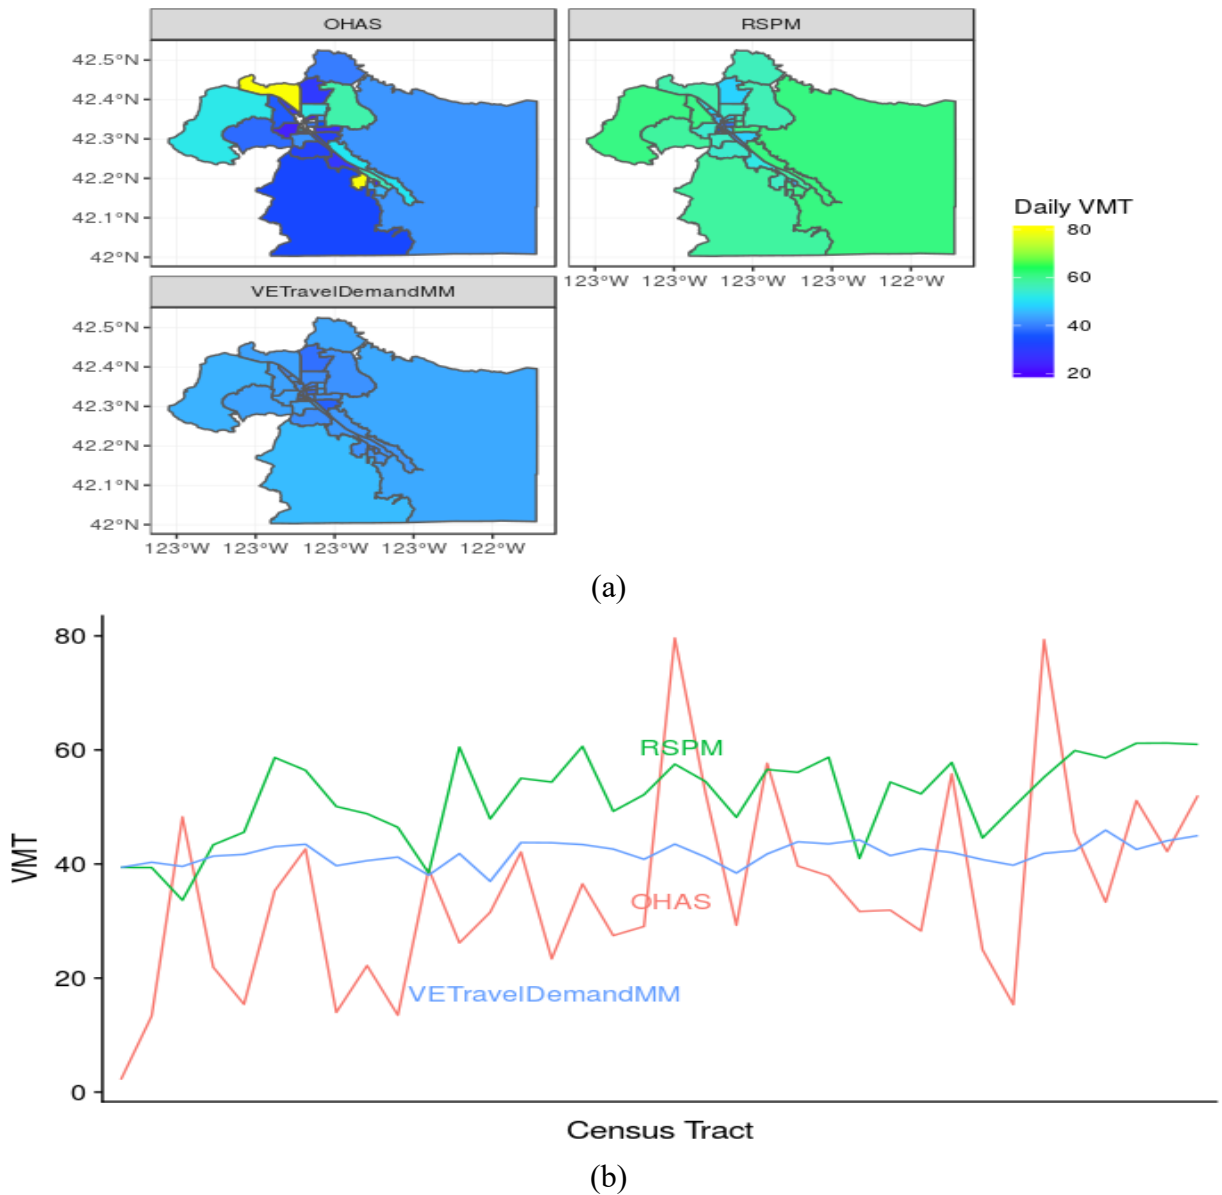 OHAS
RSPM
42.5°N
42.4°N
42.3°N
42.2°N
42.1°N
42°N
123°W 123°W 123°W 123°W 122°W
Daily VMT
80
60
40
20
VETravelDemandMM
42.5°N
42.4°N
42.3°N
42.2°N
42.1°N
42°N
123°W 123°W 123°W 123°W 122°W
(a)
80
60
40
20
0
VMT
RSPM
OHAS
VETravelDemandMM
Census Tract
(b)